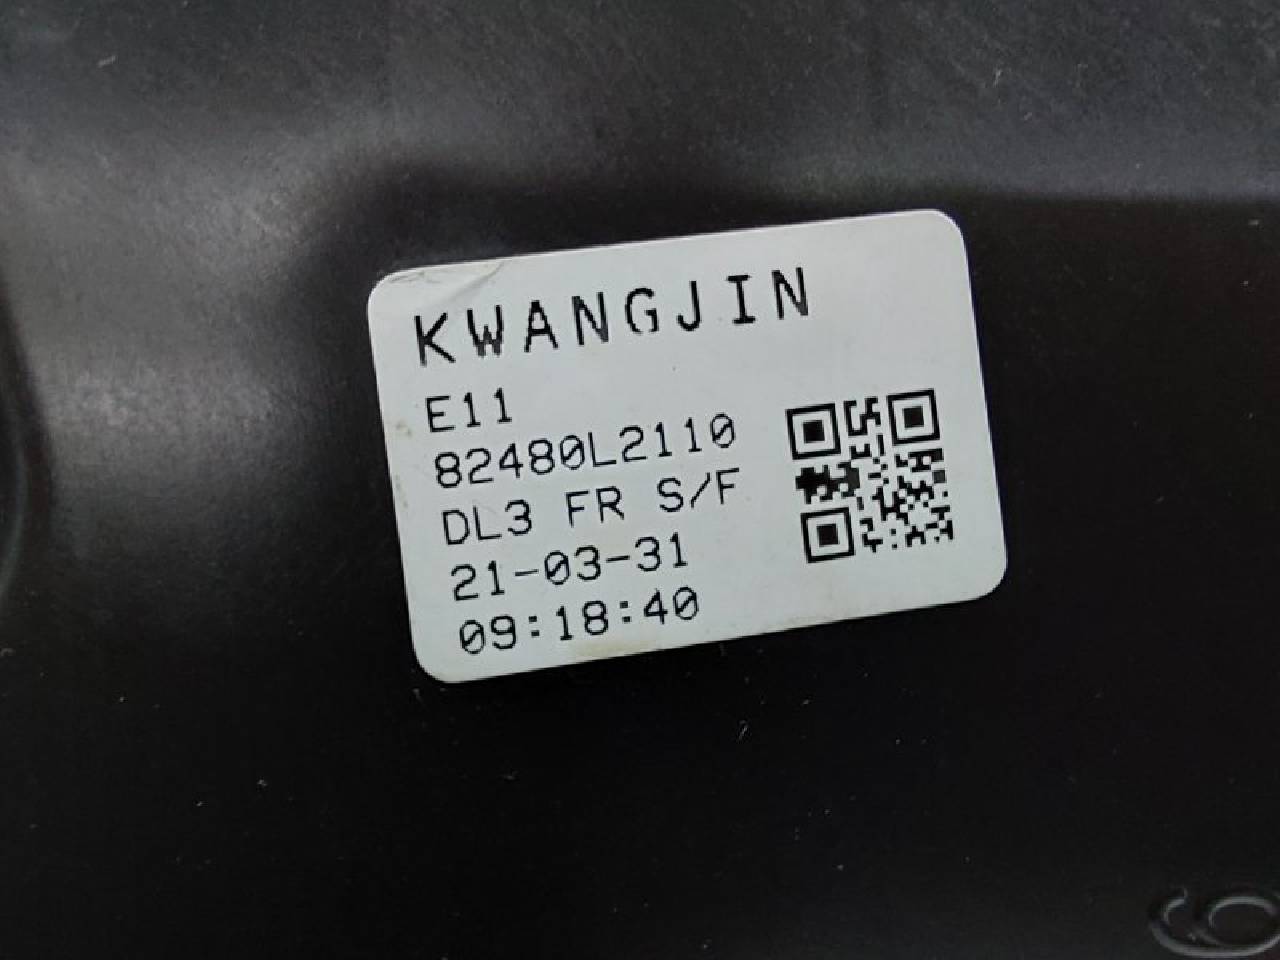 KWANGJIN
E11
82480L2110
DL3 FR S/F
21-03-31
09:18:40